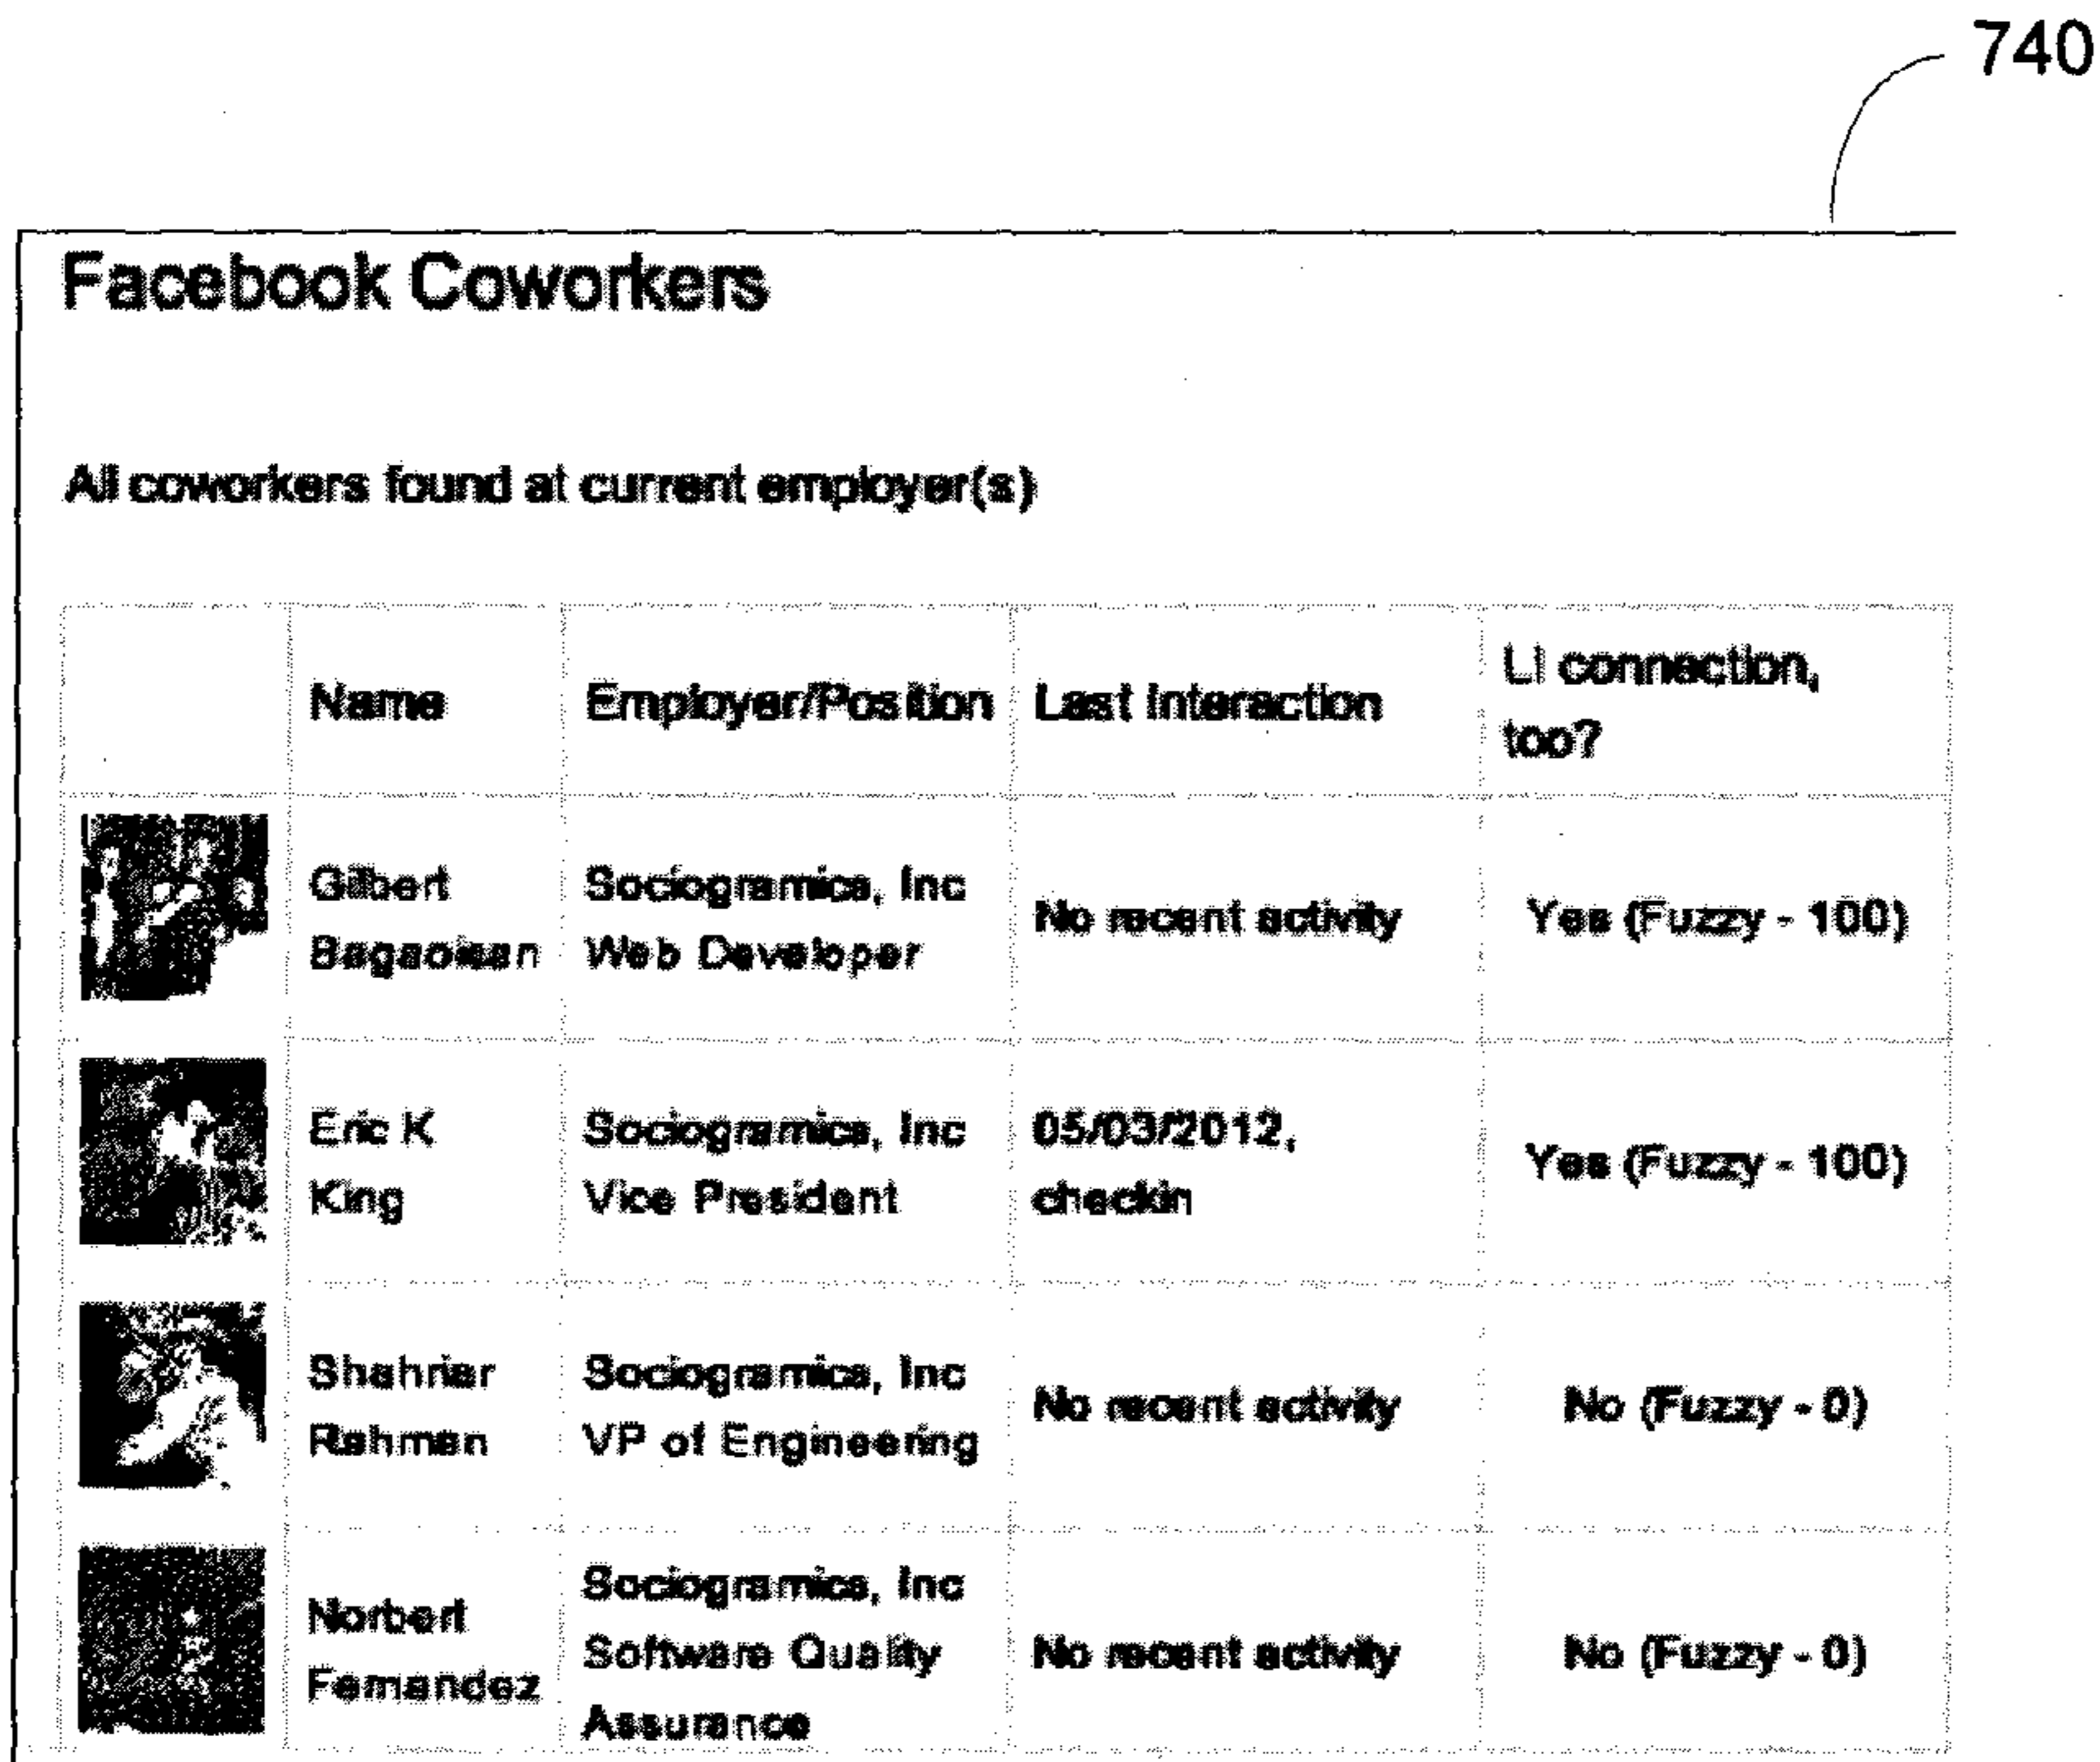 740
Facebook Coworkers
All coworkers found at current employer(s)
Name
Employer/Position
Last Interaction
LI connection,
too?
Gilbert
Bagaoisan
Sociogramics, Inc
Web Developer
No recent activity
Yes (Fuzzy - 100)
Eric K
King
Sociogramics, Inc
Vice President
05/03/2012,
checkin
Yes (Fuzzy - 100)
Shahriar
Rahman
Sociogramics, Inc
VP of Engineering
No recent activity
No (Fuzzy - 0)
Norbert
Fernandez
Sociogramics, Inc
Software Quality
Assurance
No recent activity
No (Fuzzy - 0)